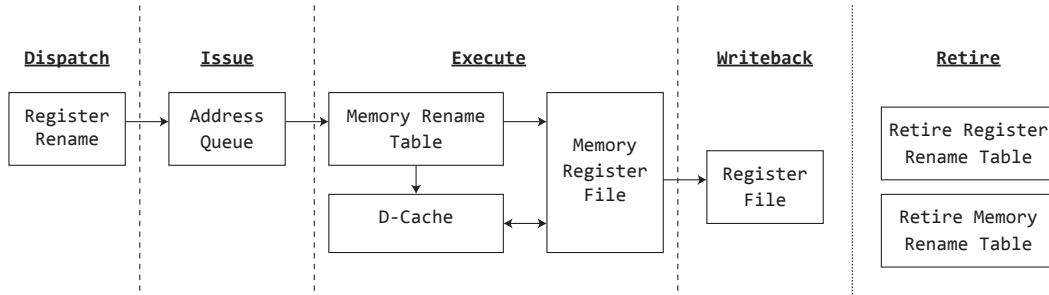 Dispatch
Issue
Execute
Writeback
Retire
Register
Rename
Address
Queue
Memory Rename
Table
D-Cache
Memory
Register
File
Register
File
Retire Register
Rename Table
Retire Memory
Rename Table